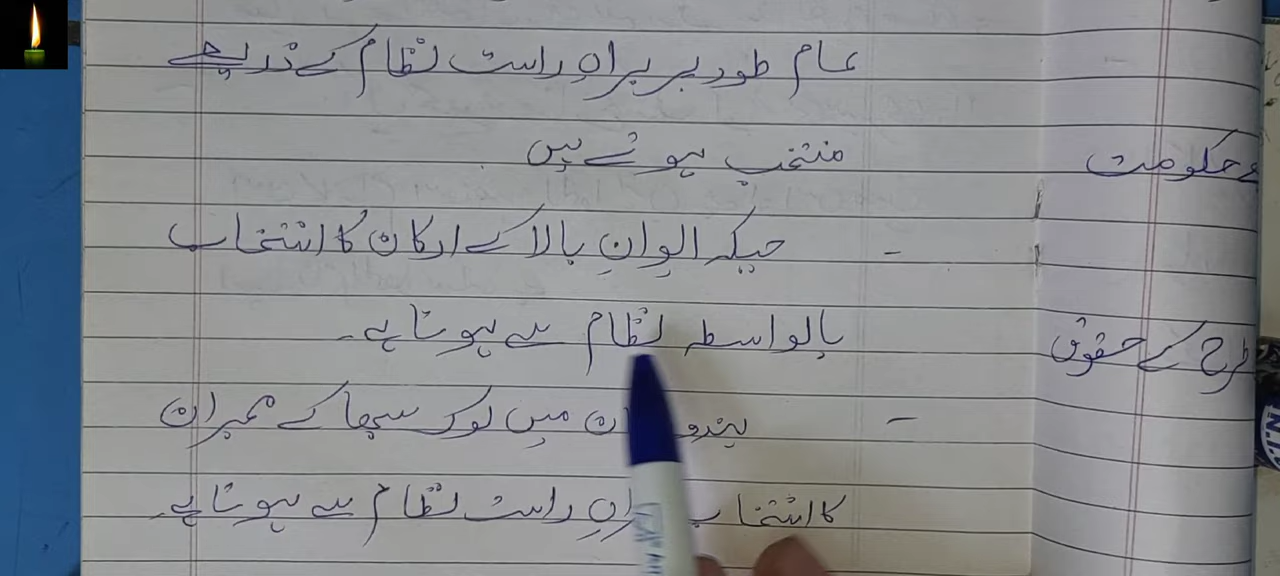 عام طور پر براہِ راست نظام کے ذریعے
منتخب ہوتے ہیں
جبکہ ایوانِ بالا کے ارکان کا انتخاب
بالواسطہ نظام سے ہوتا ہے۔
میں لوک سبھا کے ممبران
کا انتخاب راست نظام سے ہوتا ہے۔
حکومت
طرح کے حقوق